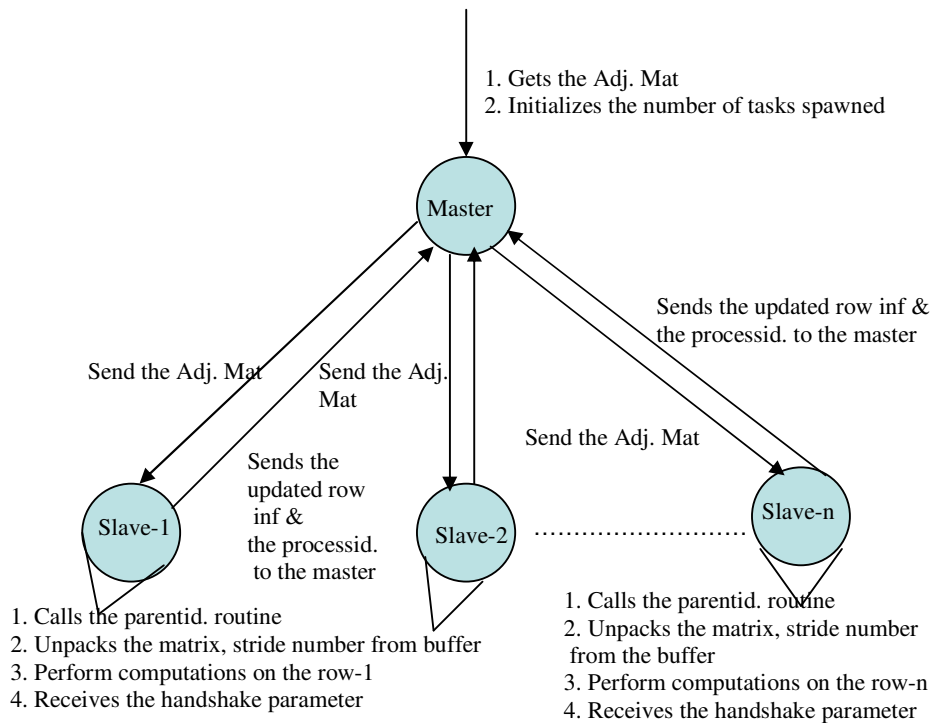 1. Gets the Adj. Mat
2. Initializes the number of tasks spawned
Master
Sends the updated row inf &
the processid. to the master
Send the Adj. Mat
Send the Adj.
Mat
Send the Adj. Mat
Sends the
updated row
inf &
the processid.
to the master
Slave-1
Slave-2
Slave-n
1. Calls the parentid. routine
2. Unpacks the matrix, stride number from buffer
3. Perform computations on the row-1
4. Receives the handshake parameter
1. Calls the parentid. routine
2. Unpacks the matrix, stride number
from the buffer
3. Perform computations on the row-n
4. Receives the handshake parameter